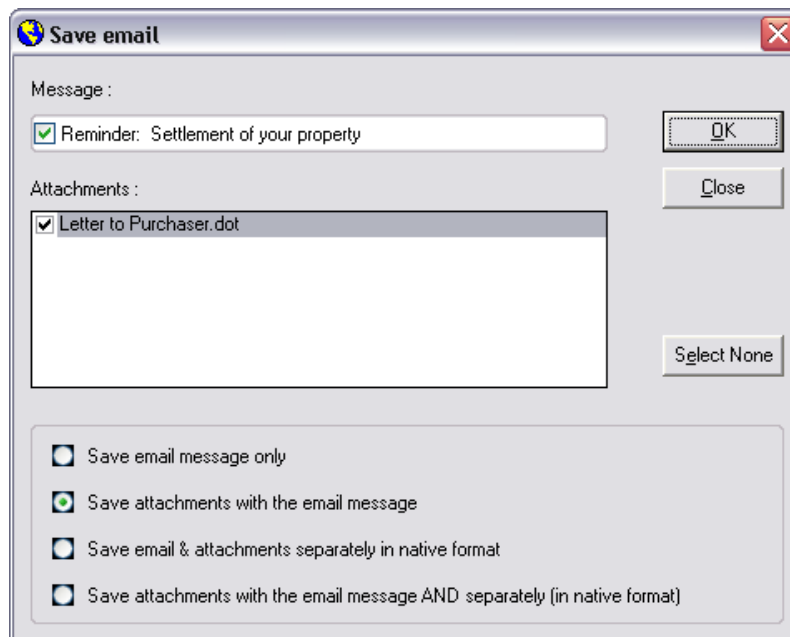 Save email
Message :
Reminder:  Settlement of your property
OK
Attachments :
Close
Letter to Purchaser.dot
Select None
Save email message only
Save attachments with the email message
Save email & attachments separately in native format
Save attachments with the email message AND separately (in native format)